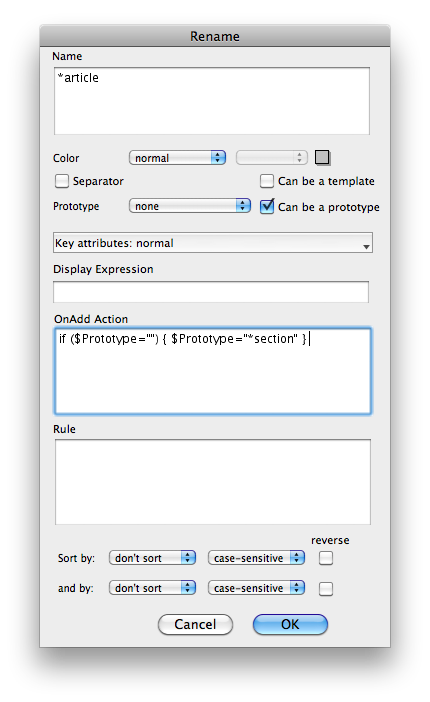 Rename
Name
*article
Color normal
Separator Can be a template
Prototype none Can be a prototype
Key attributes: normal
Display Expression
OnAdd Action
if ($Prototype="") { $Prototype="*section" }
Rule
reverse
Sort by: don't sort case-sensitive
and by: don't sort case-sensitive
Cancel OK